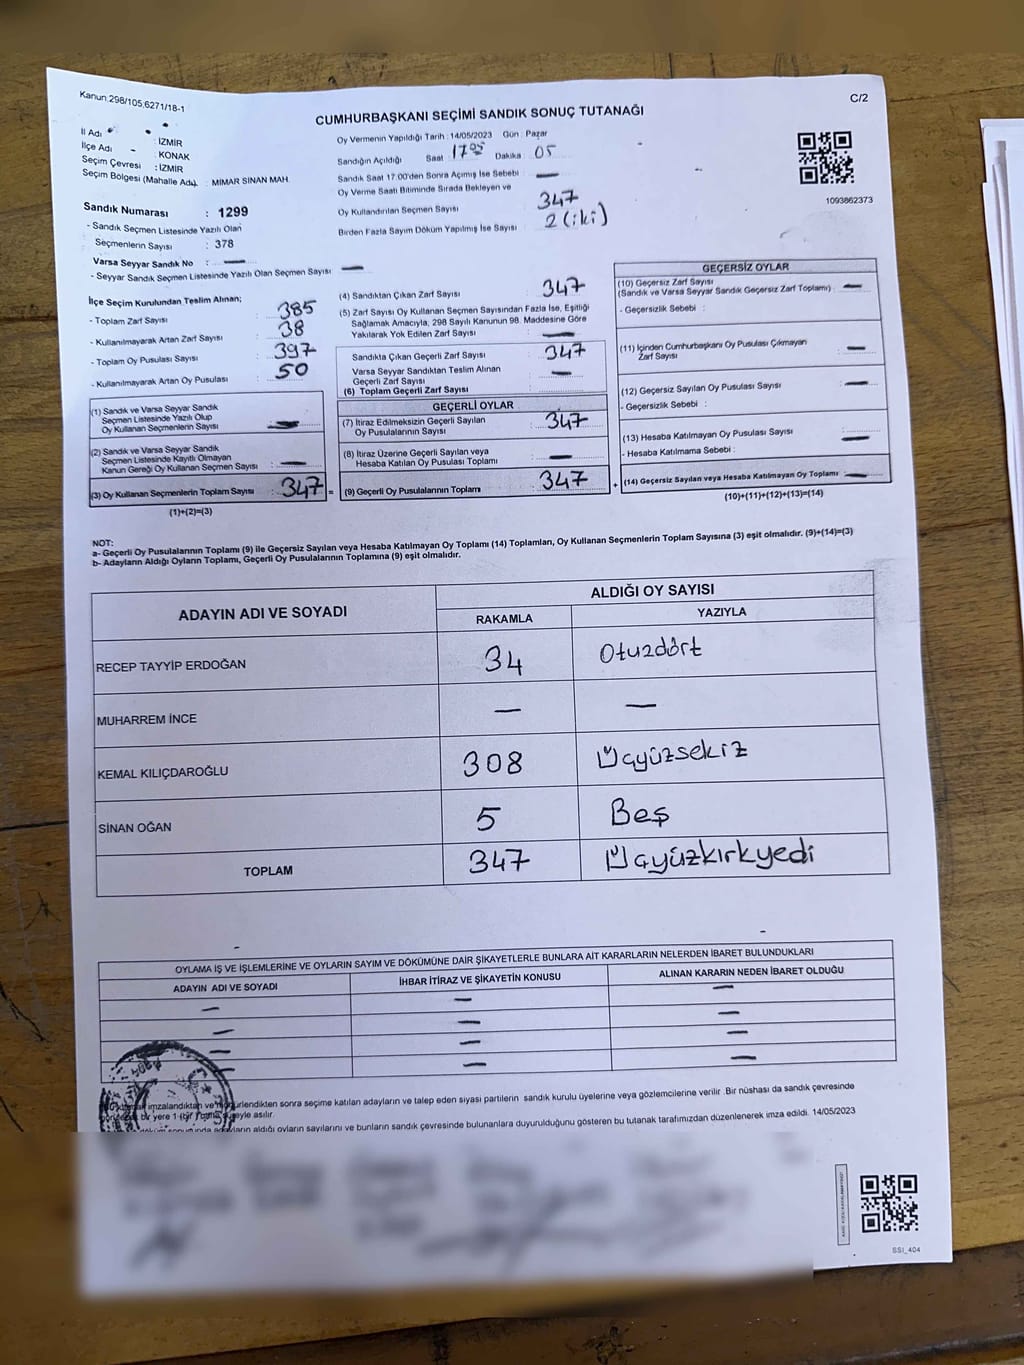 Kanun:298/105,6271/18-1
C/2
CUMHURBAŞKANI SEÇİMİ SANDIK SONUÇ TUTANAĞI
İl Adı : İZMİR
İlçe Adı : KONAK
Seçim Çevresi : İZMİR
Seçim Bölgesi (Mahalle Adı) : MİMAR SİNAN MAH.
Sandık Numarası : 1299
- Sandık Seçmen Listesinde Yazılı Olan
Seçmenlerin Sayısı : 378
Varsa Seyyar Sandık No : —
- Seyyar Sandık Seçmen Listesinde Yazılı Olan Seçmen Sayısı —
Oy Vermenin Yapıldığı Tarih : 14/05/2023 Gün : Pazar
Sandığın Açıldığı Saat 17:05 Dakika : 05
Sandık Saat 17:00'den Sonra Açımış İse Sebebi —
Oy Verme Saati Bitiminde Sırada Bekleyen ve
Oy Kullandırılan Seçmen Sayısı 347
Birden Fazla Sayım Döküm Yapılmış İse Sayısı 2 (iki)
1093862373
İlçe Seçim Kurulundan Teslim Alınan;
- Toplam Zarf Sayısı : 385
- Kullanılmayarak Artan Zarf Sayısı : 38
- Toplam Oy Pusulası Sayısı : 397
- Kullanılmayarak Artan Oy Pusulası : 50
(1) Sandık ve Varsa Seyyar Sandık
Seçmen Listesinde Yazılı Olup
Oy Kullanan Seçmenlerin Sayısı —
(2) Sandık ve Varsa Seyyar Sandık
Seçmen Listesinde Kayıtlı Olmayan
Kanun Gereği Oy Kullanan Seçmen Sayısı : —
(3) Oy Kullanan Seçmenlerin Toplam Sayısı 347 =
(1)+(2)=(3)
(4) Sandıktan Çıkan Zarf Sayısı 347
(5) Zarf Sayısı Oy Kullanan Seçmen Sayısından Fazla İse, Eşitliği
Sağlamak Amacıyla; 298 Sayılı Kanunun 98. Maddesine Göre
Yakılarak Yok Edilen Zarf Sayısı —
Sandıkta Çıkan Geçerli Zarf Sayısı 347
Varsa Seyyar Sandıktan Teslim Alınan
Geçerli Zarf Sayısı —
(6) Toplam Geçerli Zarf Sayısı
GEÇERLİ OYLAR
(7) İtiraz Edilmeksizin Geçerli Sayılan
Oy Pusulalarının Sayısı 347
(8) İtiraz Üzerine Geçerli Sayılan veya
Hesaba Katılan Oy Pusulası Toplamı —
(9) Geçerli Oy Pusulalarının Toplamı 347 +
GEÇERSİZ OYLAR
(10) Geçersiz Zarf Sayısı
(Sandık ve Varsa Seyyar Sandık Geçersiz Zarf Toplamı) —
- Geçersizlik Sebebi :
(11) İçinden Cumhurbaşkanı Oy Pusulası Çıkmayan
Zarf Sayısı —
(12) Geçersiz Sayılan Oy Pusulası Sayısı —
- Geçersizlik Sebebi :
(13) Hesaba Katılmayan Oy Pusulası Sayısı —
- Hesaba Katılmama Sebebi :
(14) Geçersiz Sayılan veya Hesaba Katılmayan Oy Toplamı —
(10)+(11)+(12)+(13)=(14)
NOT:
a- Geçerli Oy Pusulalarının Toplamı (9) ile Geçersiz Sayılan veya Hesaba Katılmayan Oy Toplamı (14) Toplamları, Oy Kullanan Seçmenlerin Toplam Sayısına (3) eşit olmalıdır. (9)+(14)=(3)
b- Adayların Aldığı Oyların Toplamı, Geçerli Oy Pusulalarının Toplamına (9) eşit olmalıdır.
ADAYIN ADI VE SOYADI
ALDIĞI OY SAYISI
RAKAMLA YAZIYLA
RECEP TAYYİP ERDOĞAN 34 Otuzdört
MUHARREM İNCE — —
KEMAL KILIÇDAROĞLU 308 Üçyüzsekiz
SİNAN OĞAN 5 Beş
TOPLAM 347 Üçyüzkırkyedi
OYLAMA İŞ VE İŞLEMLERİNE VE OYLARIN SAYIM VE DÖKÜMÜNE DAİR ŞİKAYETLERLE BUNLARA AİT KARARLARIN NELERDEN İBARET BULUNDUKLARI
ADAYIN ADI VE SOYADI İHBAR İTİRAZ VE ŞİKAYETİN KONUSU ALINAN KARARIN NEDEN İBARET OLDUĞU
— — —
— — —
— — —
— — —
imzalandıktan ve mühürlendikten sonra seçime katılan adayların ve talep eden siyasi partilerin sandık kurulu üyelerine veya gözlemcilerine verilir. Bir nüshası da sandık çevresinde
bir yere 1 (bir) süreyle asılır.
adayların aldığı oyların sayılarını ve bunların sandık çevresinde bulunanlara duyurulduğunu gösteren bu tutanak tarafımızdan düzenlenerek imza edildi. 14/05/2023
SSI_404